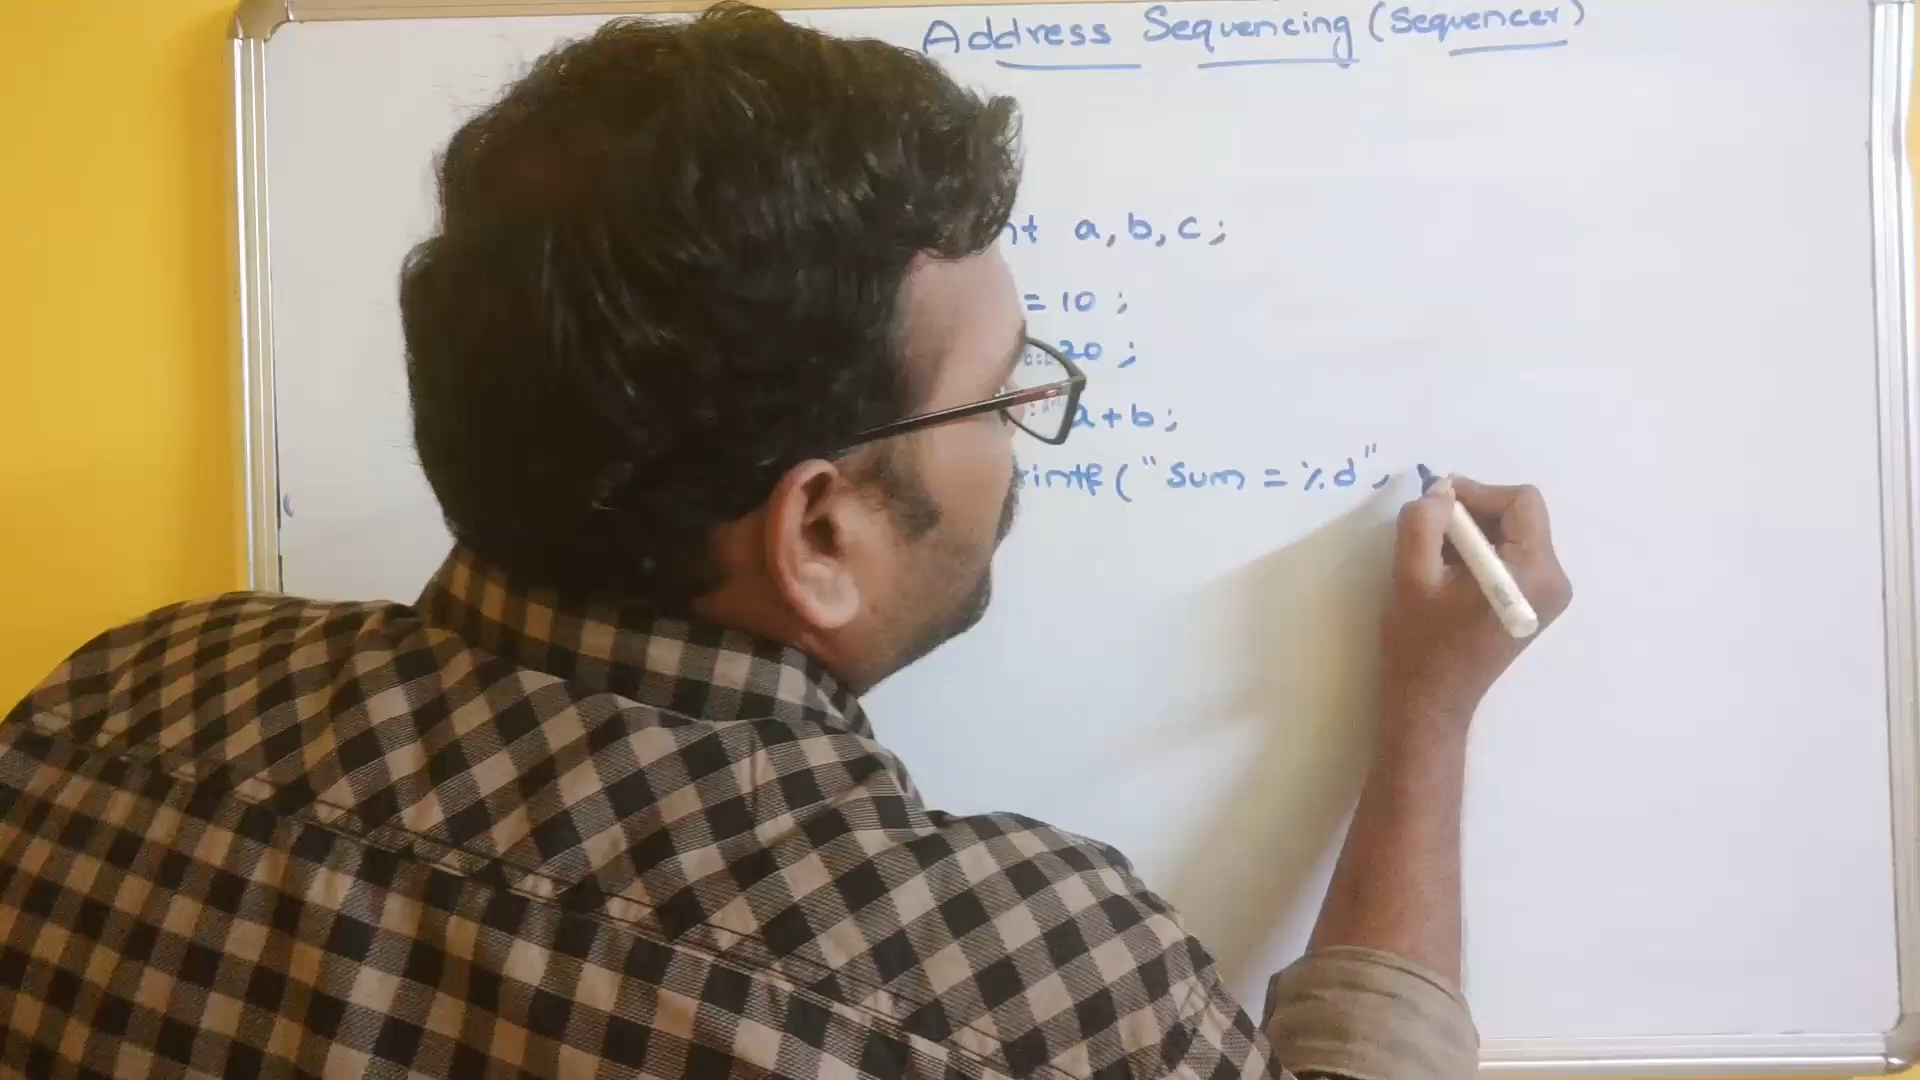 Address Sequencing (Sequencer)
nt a, b, c ;
= 10 ;
20 ;
a + b ;
rintf ( " Sum = % d " ,